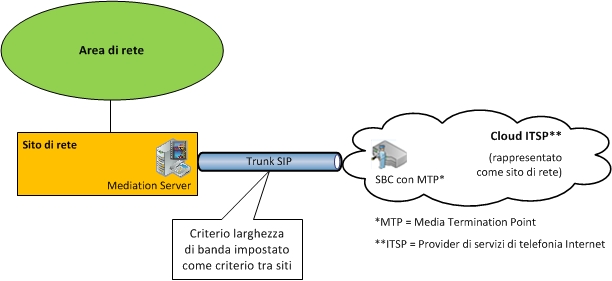 Area di rete
Sito di rete
Mediation Server
Trunk SIP
Cloud ITSP**
(rappresentato
come sito di rete)
SBC con MTP*
Criterio larghezza
di banda impostato
come criterio tra siti
*MTP = Media Termination Point
**ITSP = Provider di servizi di telefonia Internet